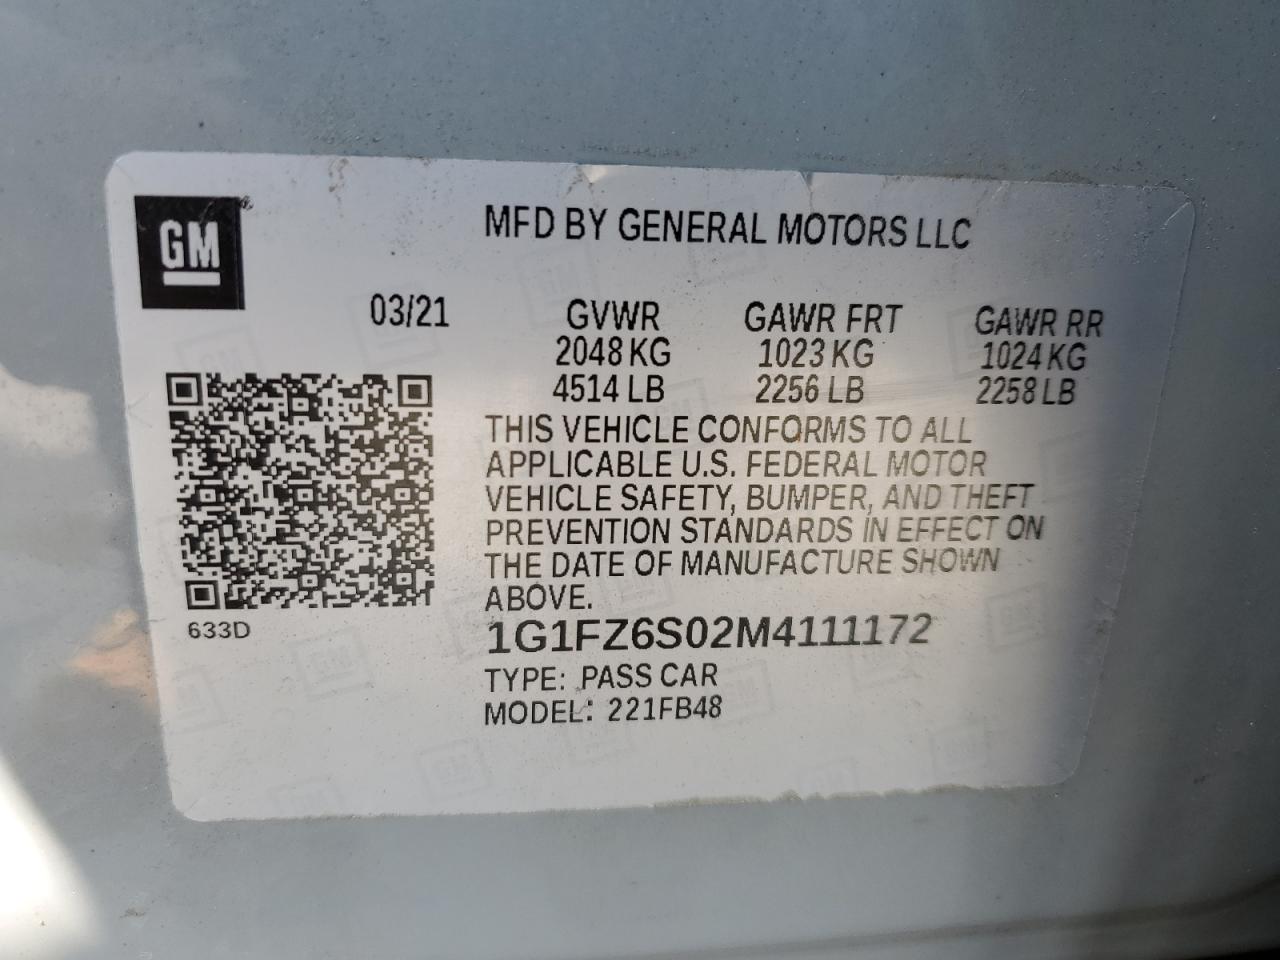 GM
MFD BY GENERAL MOTORS LLC
03/21 GVWR GAWR FRT GAWR RR
2048 KG 1023 KG 1024 KG
4514 LB 2256 LB 2258 LB
THIS VEHICLE CONFORMS TO ALL
APPLICABLE U.S. FEDERAL MOTOR
VEHICLE SAFETY, BUMPER, AND THEFT
PREVENTION STANDARDS IN EFFECT ON
THE DATE OF MANUFACTURE SHOWN
ABOVE.
633D
1G1FZ6S02M4111172
TYPE: PASS CAR
MODEL: 221FB48